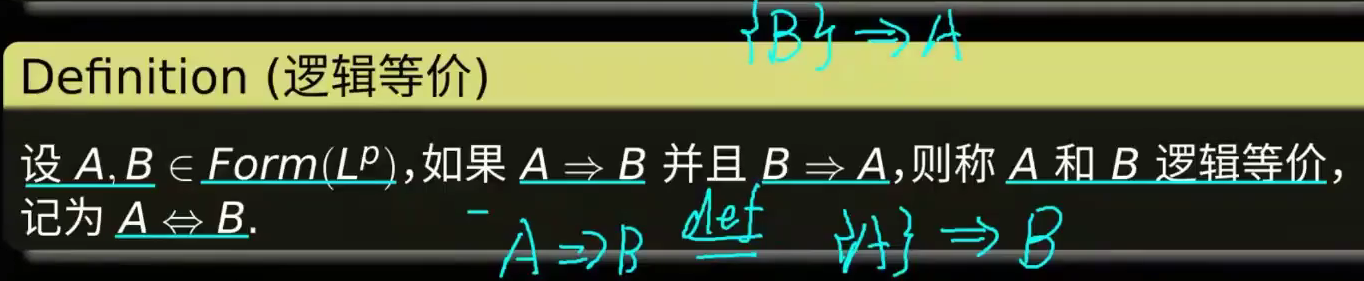 {B} ⇒ A
Definition (逻辑等价)
设 A, B ∈ Form(Lᵖ),如果 A ⇒ B 并且 B ⇒ A,则称 A 和 B 逻辑等价,
记为 A ⇔ B.
A ⇒ B def {A} ⇒ B